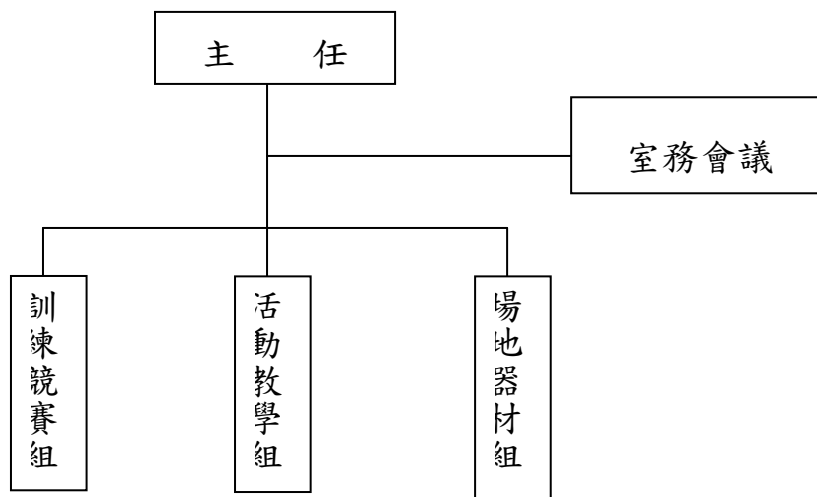 主　　任
室務會議
訓練競賽組
活動教學組
場地器材組